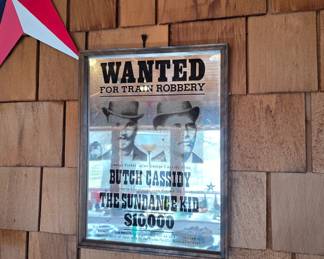 WANTED
FOR TRAIN ROBBERY
BUTCH CASSIDY
THE SUNDANCE KID
$10,000